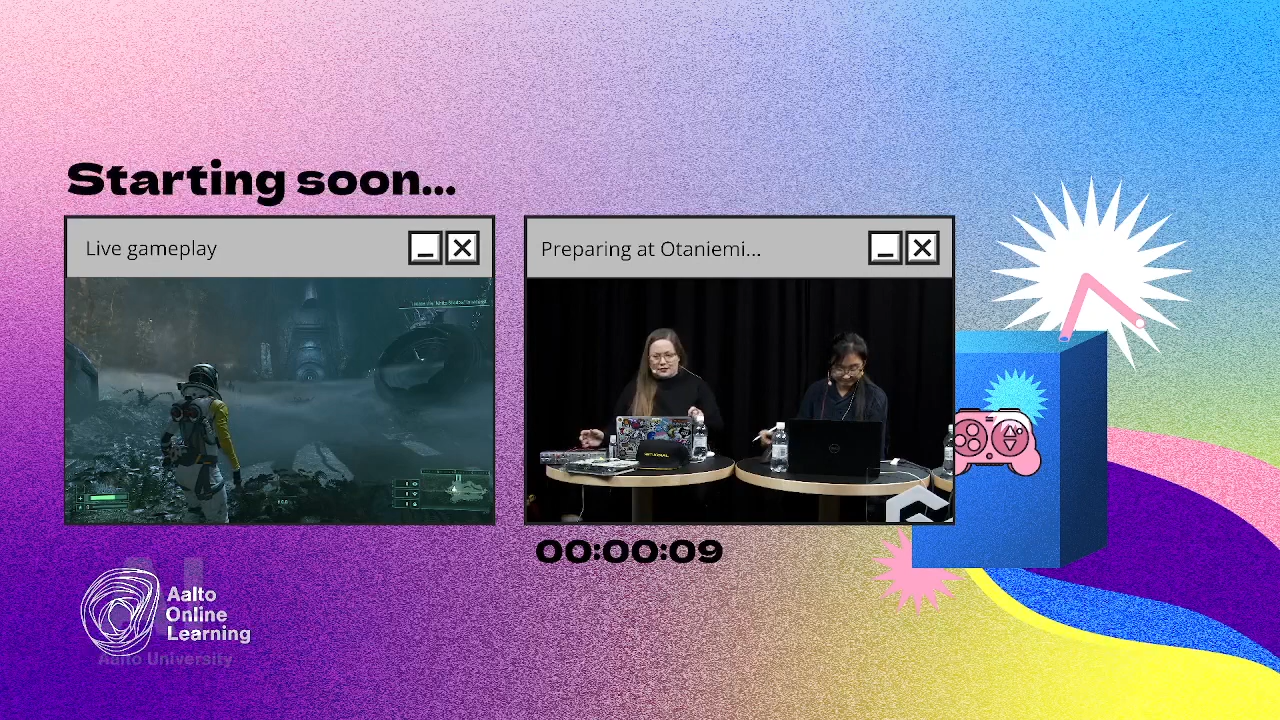 Starting soon...
Live gameplay
Preparing at Otaniemi...
00:00:09
Aalto
Online
Learning
Aalto University